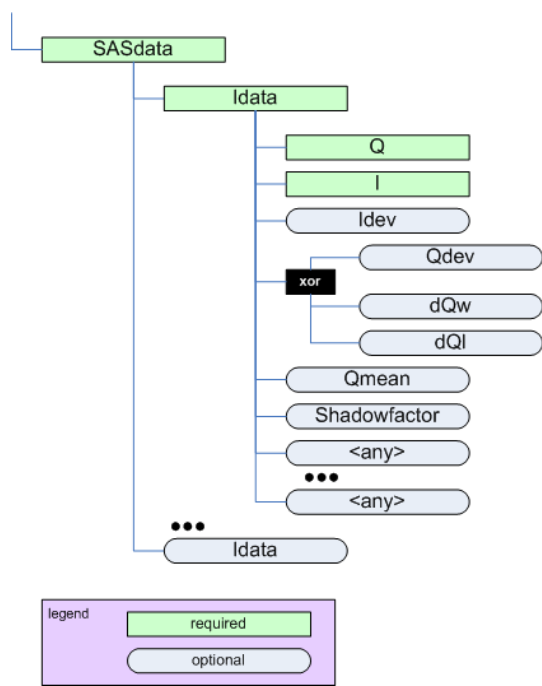 SASdata
Idata
Q
I
Idev
Qdev
xor
dQw
dQl
Qmean
Shadowfactor
<any>
•••
<any>
•••
Idata
legend
required
optional